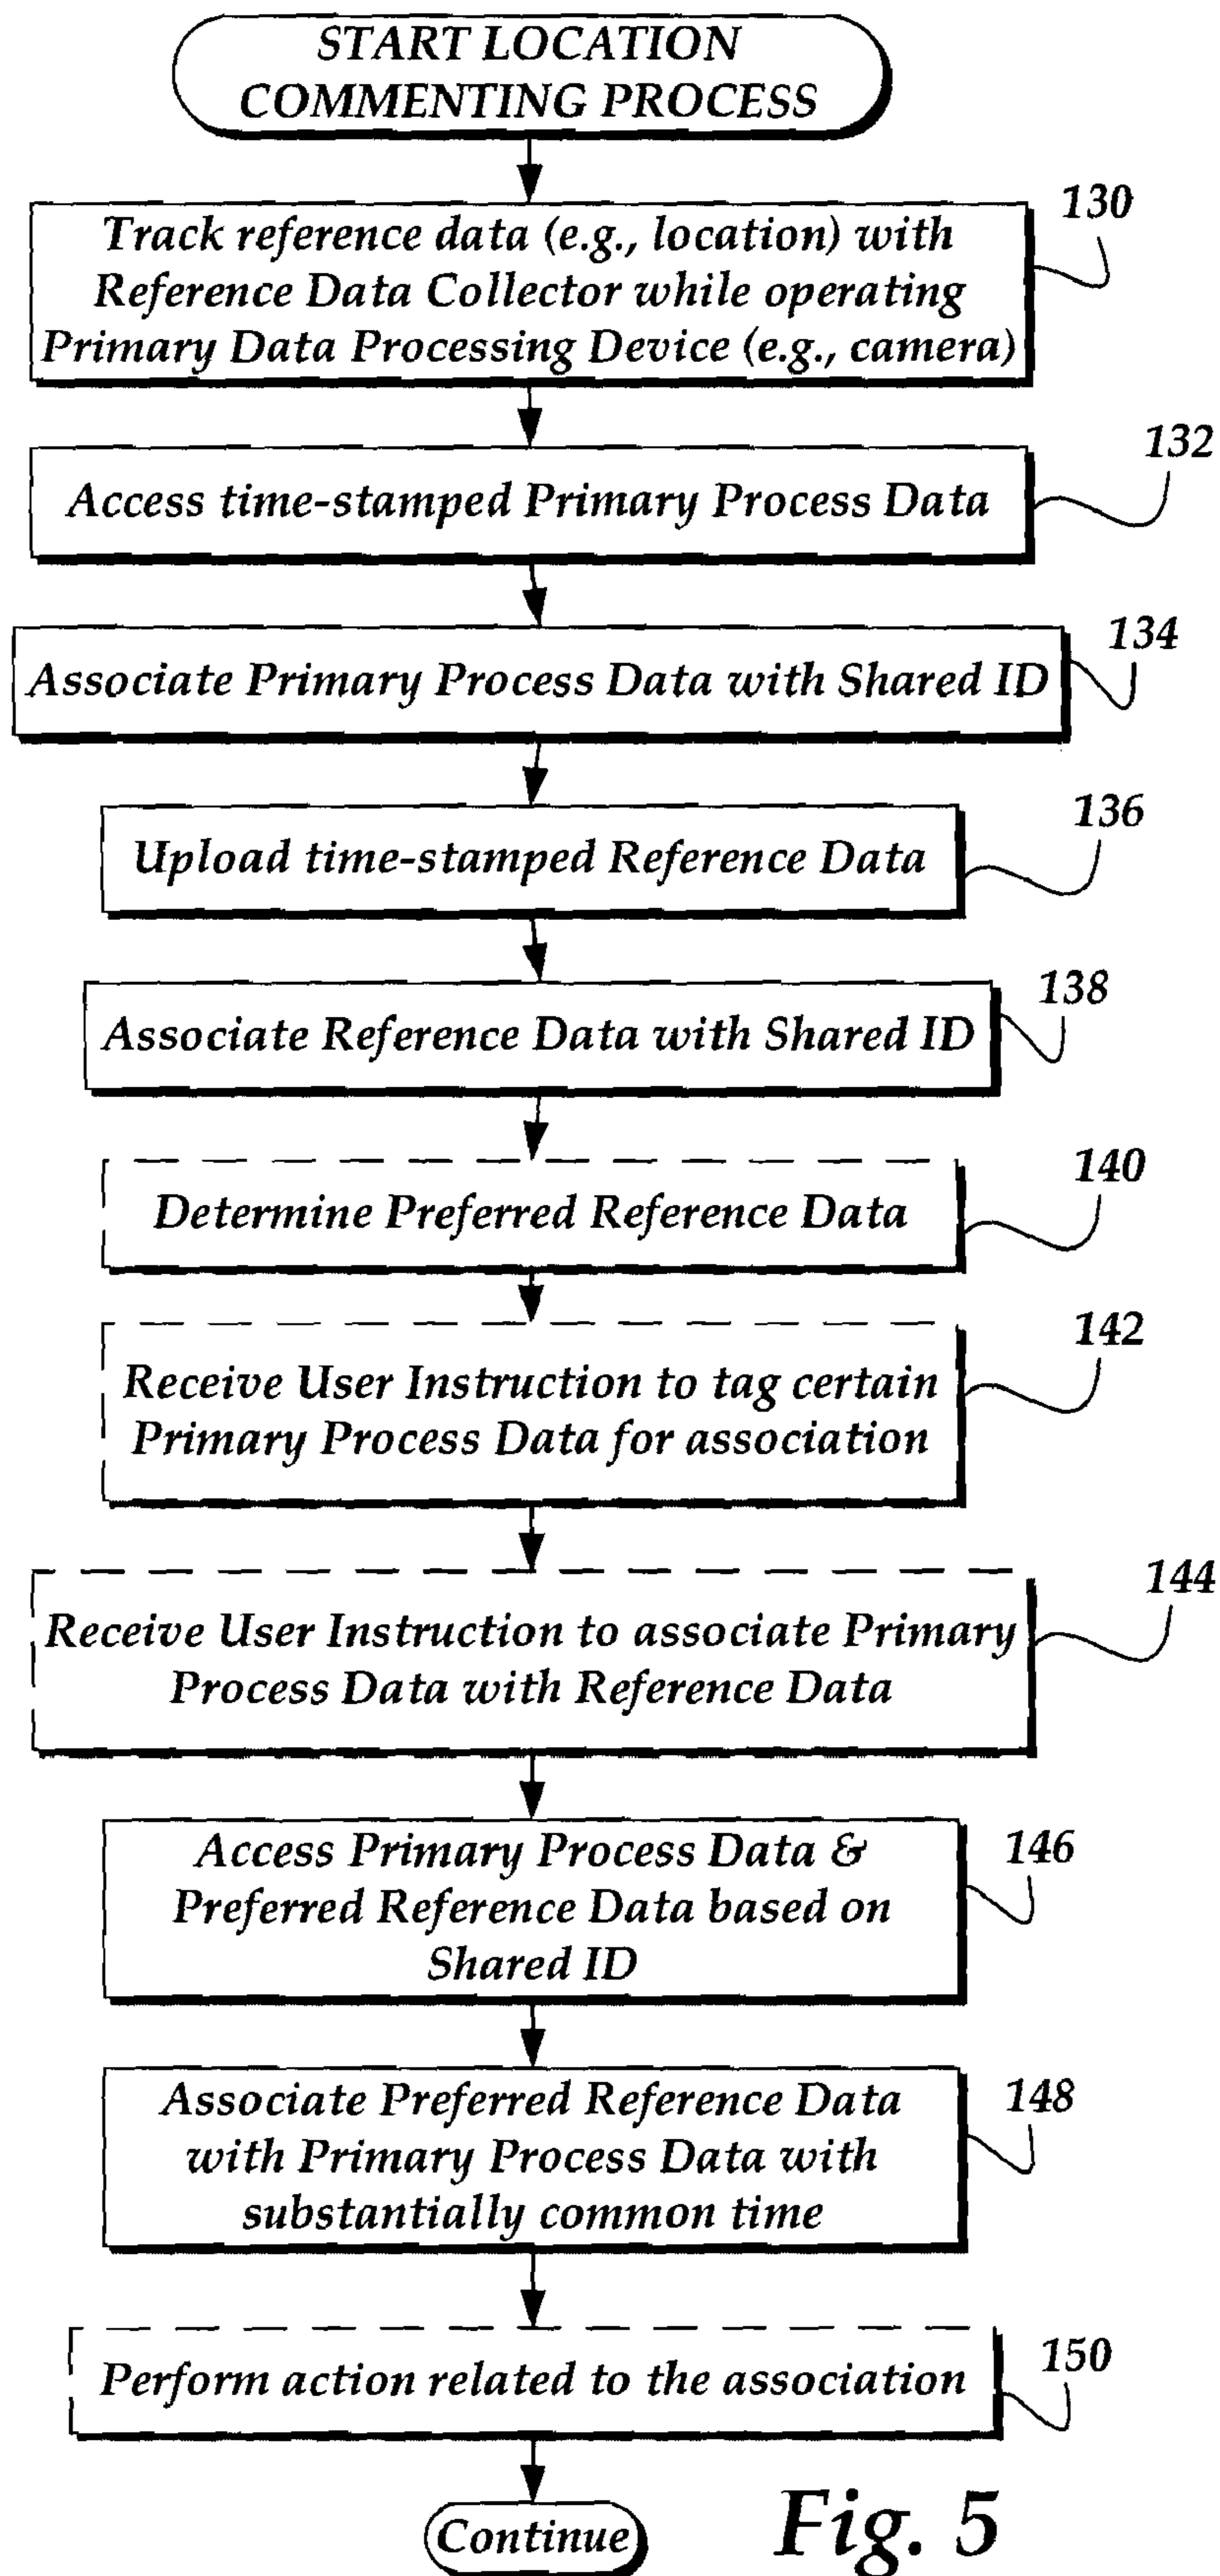 START LOCATION
COMMENTING PROCESS
130
Track reference data (e.g., location) with
Reference Data Collector while operating
Primary Data Processing Device (e.g., camera)
132
Access time-stamped Primary Process Data
134
Associate Primary Process Data with Shared ID
136
Upload time-stamped Reference Data
138
Associate Reference Data with Shared ID
140
Determine Preferred Reference Data
142
Receive User Instruction to tag certain
Primary Process Data for association
144
Receive User Instruction to associate Primary
Process Data with Reference Data
146
Access Primary Process Data &
Preferred Reference Data based on
Shared ID
148
Associate Preferred Reference Data
with Primary Process Data with
substantially common time
150
Perform action related to the association
Continue
Fig. 5